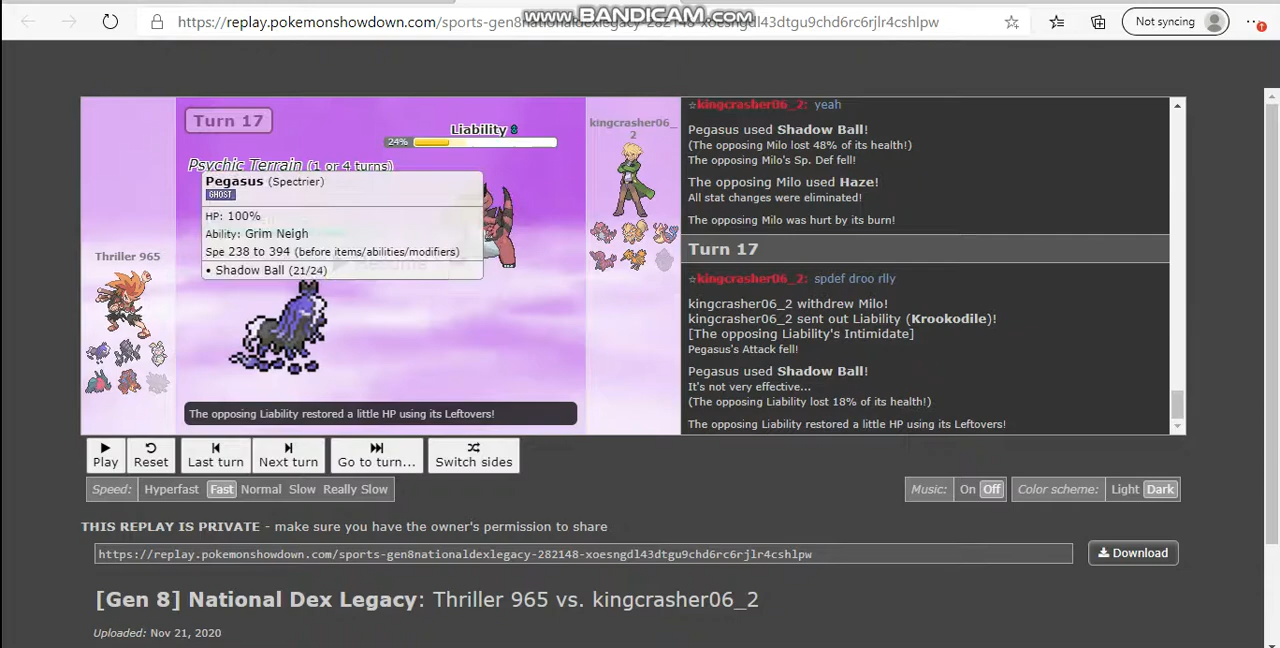 www.BANDICAM.com
https://replay.pokemonshowdown.com/sports-gen8nationaldexlegacy-282148-xoesngdl43dtgu9chd6rc6rjlr4cshlpw
Not syncing
Turn 17
Liability
24%
Psychic Terrain (1 or 4 turns)
Pegasus (Spectrier)
GHOST
HP: 100%
Ability: Grim Neigh
Spe 238 to 394 (before items/abilities/modifiers)
• Shadow Ball (21/24)
Thriller 965
kingcrasher06_
2
The opposing Liability restored a little HP using its Leftovers!
☆kingcrasher06_2: yeah
Pegasus used Shadow Ball!
(The opposing Milo lost 48% of its health!)
The opposing Milo's Sp. Def fell!
The opposing Milo used Haze!
All stat changes were eliminated!
The opposing Milo was hurt by its burn!
Turn 17
☆kingcrasher06_2: spdef droo rlly
kingcrasher06_2 withdrew Milo!
kingcrasher06_2 sent out Liability (Krookodile)!
[The opposing Liability's Intimidate]
Pegasus's Attack fell!
Pegasus used Shadow Ball!
It's not very effective...
(The opposing Liability lost 18% of its health!)
The opposing Liability restored a little HP using its Leftovers!
Play
Reset
Last turn
Next turn
Go to turn...
Switch sides
Speed: Hyperfast Fast Normal Slow Really Slow
Music: On Off
Color scheme: Light Dark
THIS REPLAY IS PRIVATE - make sure you have the owner's permission to share
https://replay.pokemonshowdown.com/sports-gen8nationaldexlegacy-282148-xoesngdl43dtgu9chd6rc6rjlr4cshlpw
Download
[Gen 8] National Dex Legacy: Thriller 965 vs. kingcrasher06_2
Uploaded: Nov 21, 2020